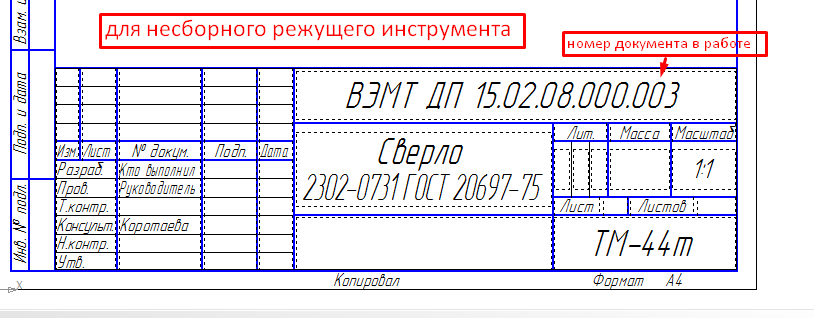 для несборного режущего инструмента
номер документа в работе
Взам. и
Подп. и дата
Инв. № подл.
ВЭМТ ДП 15.02.08.000.003
Лит. Масса Масштаб
Изм Лист № докум. Подп. Дата
Сверло
2302-0731 ГОСТ 20697-75
1:1
Разраб. Кто выполнил
Пров. Руководитель
Т.контр.
Лист Листов
Консульт. Коротаева
Н.контр.
Утв.
ТМ-44т
Копировал Формат А4
X